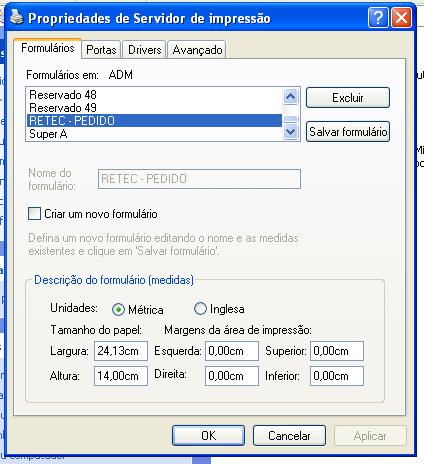 Propriedades de Servidor de impressão
Formulários Portas Drivers Avançado
Formulários em: ADM
Reservado 48
Reservado 49
RETEC - PEDIDO
Super A
Excluir
Salvar formulário
Nome do
formulário:
RETEC - PEDIDO
Criar um novo formulário
Defina um novo formulário editando o nome e as medidas
existentes e clique em 'Salvar formulário'.
Descrição do formulário (medidas)
Unidades: Métrica Inglesa
Tamanho do papel: Margens da área de impressão:
Largura: 24,13cm Esquerda: 0,00cm Superior: 0,00cm
Altura: 14,00cm Direita: 0,00cm Inferior: 0,00cm
OK Cancelar Aplicar